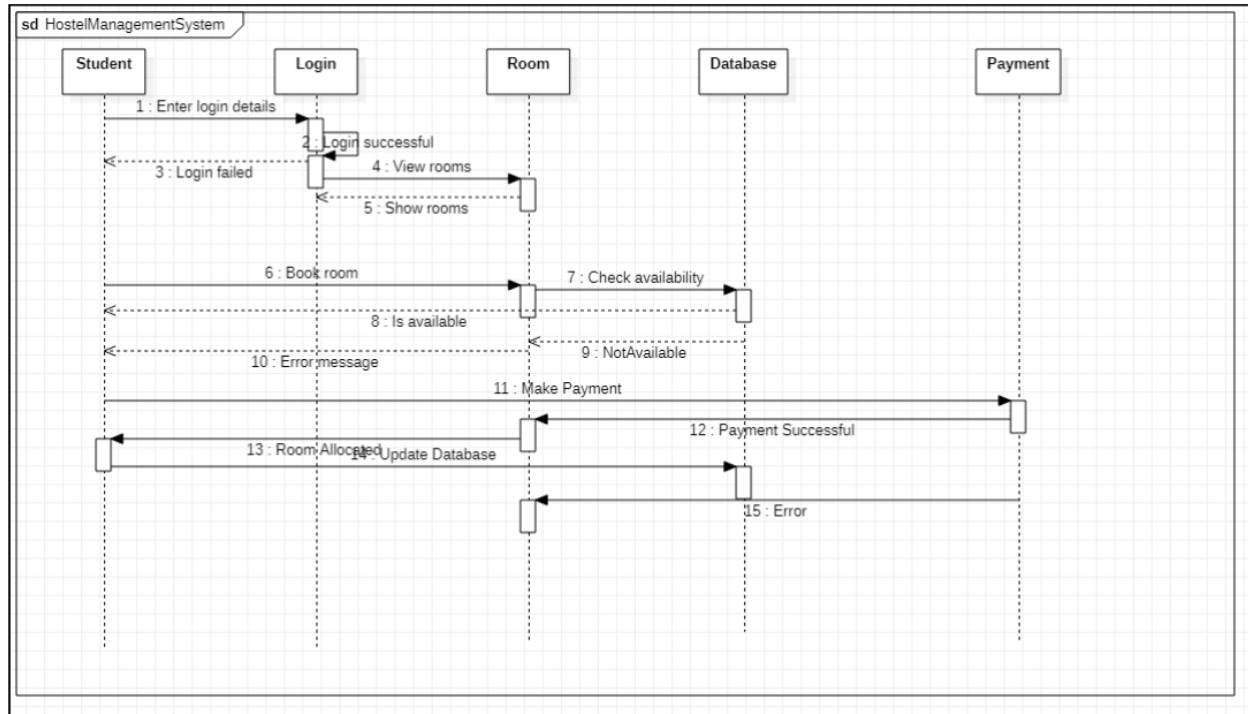 sd HostelManagementSystem
Student
Login
Room
Database
Payment
1 : Enter login details
2 : Login successful
3 : Login failed
4 : View rooms
5 : Show rooms
6 : Book room
7 : Check availability
8 : Is available
9 : NotAvailable
10 : Error message
11 : Make Payment
12 : Payment Successful
13 : Room Allocated
14 : Update Database
15 : Error